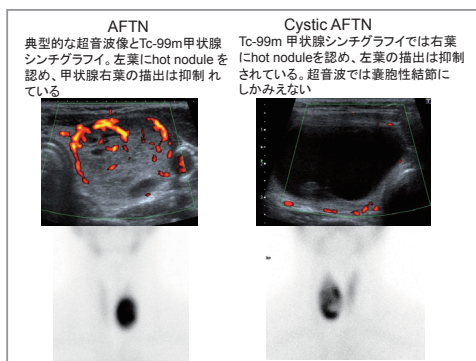 AFTN
典型的な超音波像とTc-99m甲状腺
シンチグラフィ。左葉にhot nodule を
認め、甲状腺右葉の描出は抑制 れ
ている
Cystic AFTN
Tc-99m 甲状腺シンチグラフィでは右葉
にhot noduleを認め、左葉の描出は抑制
されている。超音波では嚢胞性結節に
しかみえない